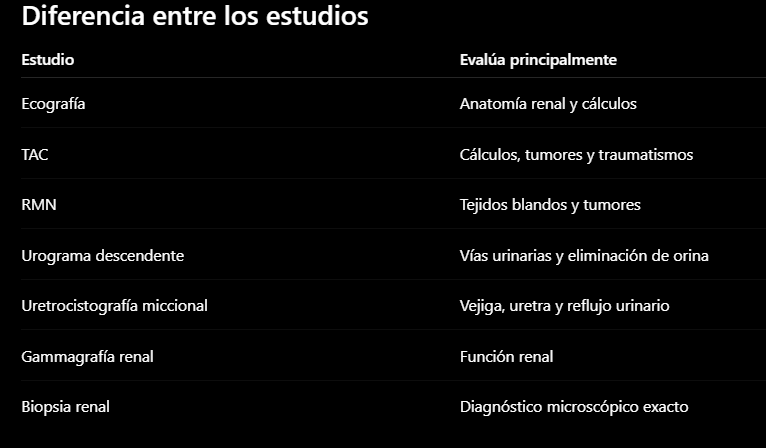 Diferencia entre los estudios
Estudio Evalúa principalmente
Ecografía Anatomía renal y cálculos
TAC Cálculos, tumores y traumatismos
RMN Tejidos blandos y tumores
Urograma descendente Vías urinarias y eliminación de orina
Uretrocistografía miccional Vejiga, uretra y reflujo urinario
Gammagrafía renal Función renal
Biopsia renal Diagnóstico microscópico exacto